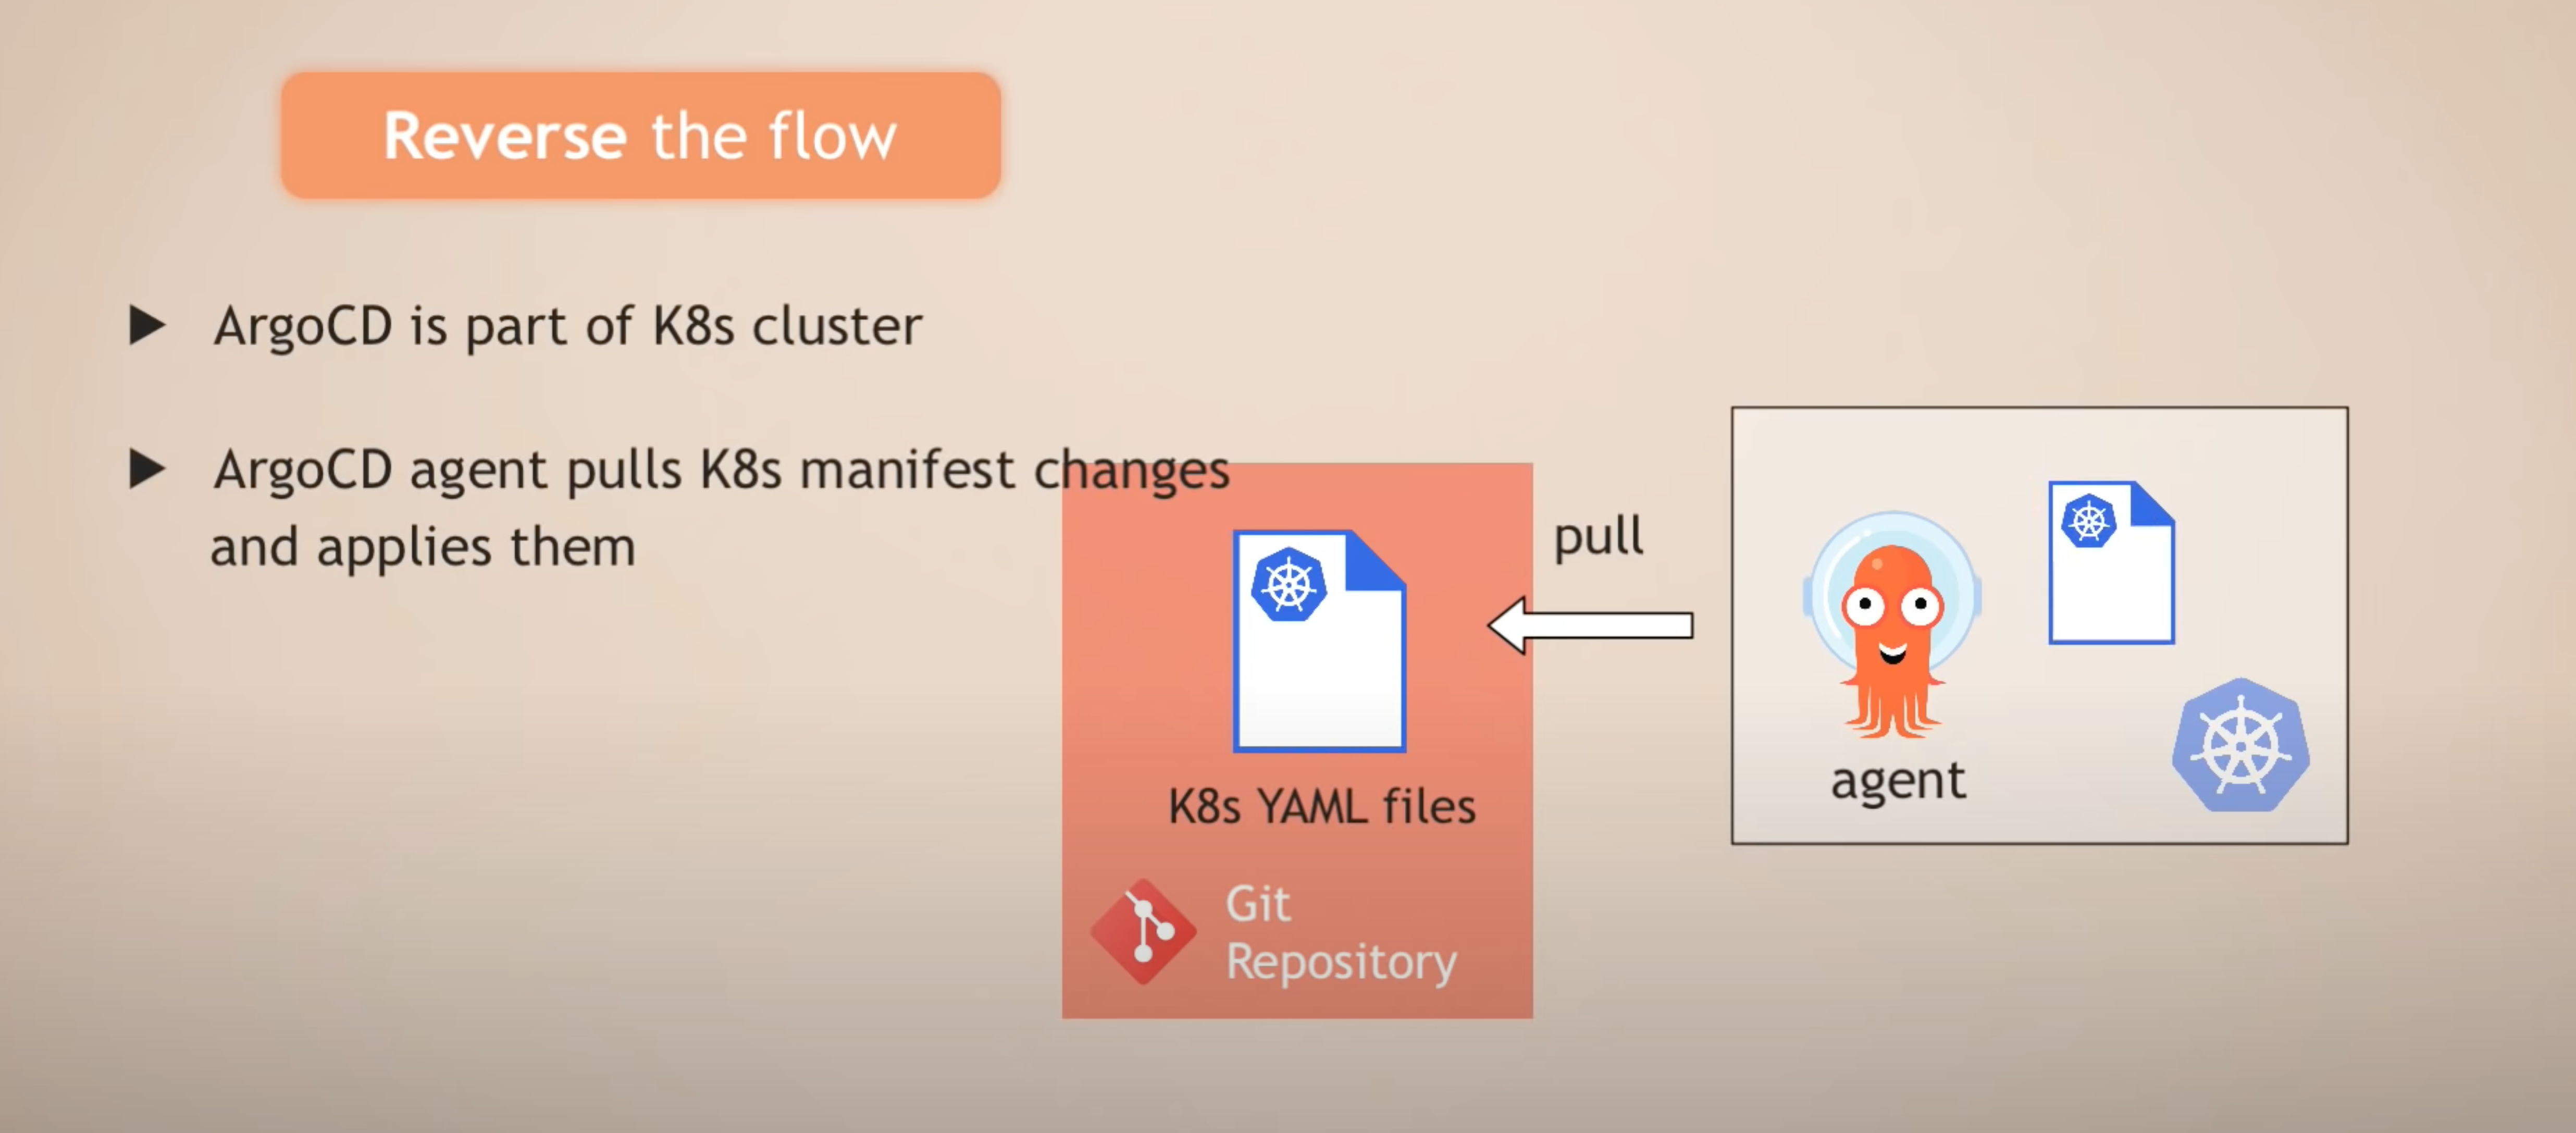 Reverse the flow
ArgoCD is part of K8s cluster
ArgoCD agent pulls K8s manifest changes
and applies them
pull
agent
K8s YAML files
Git
Repository